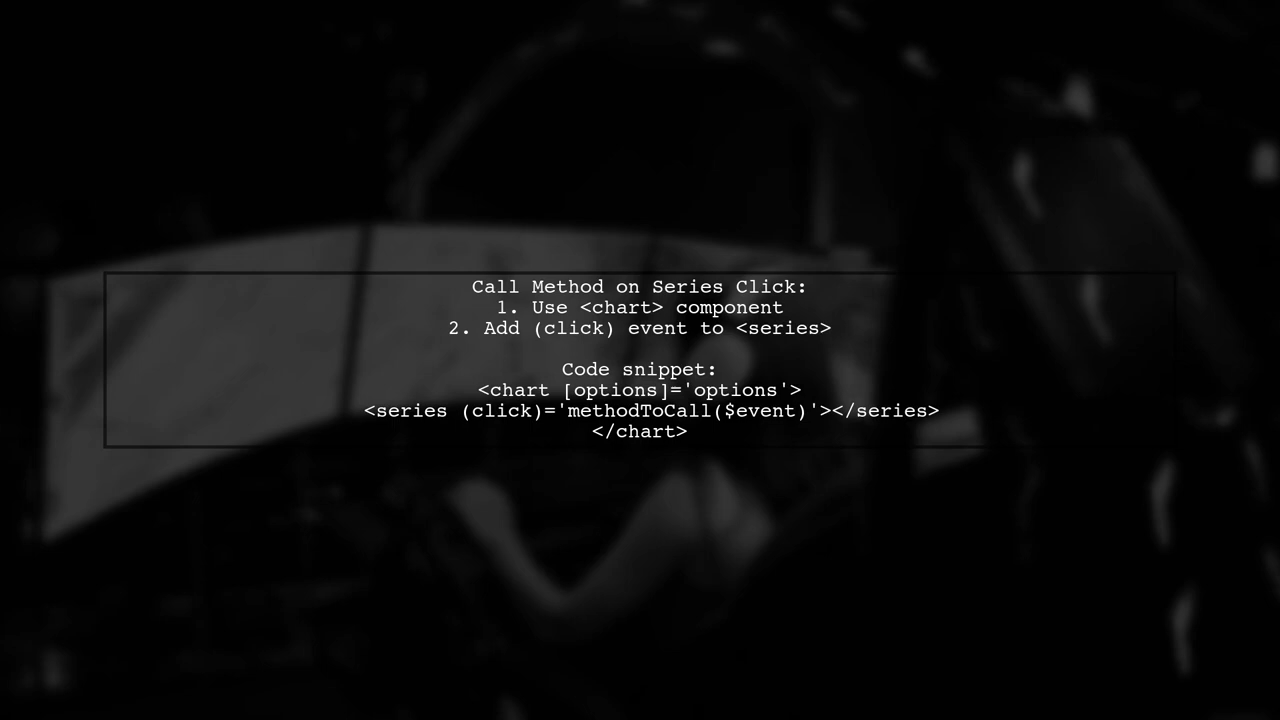 Call Method on Series Click:
1. Use <chart> component
2. Add (click) event to <series>
Code snippet:
<chart [options]='options'>
<series (click)='methodToCall($event)'></series>
</chart>